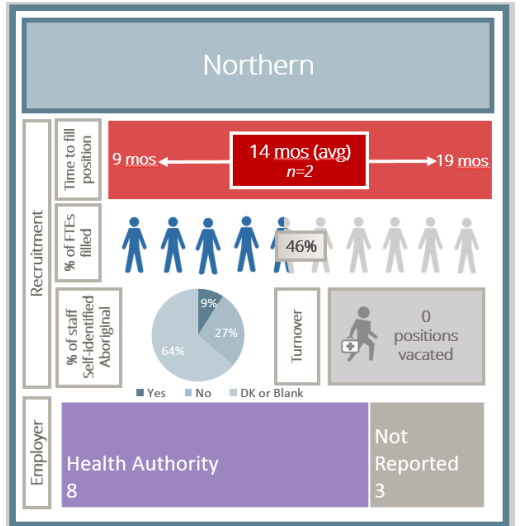 Northern
Recruitment
Time to fill
position
9 mos
14 mos (avg)
n=2
19 mos
% of FTEs
filled
46%
% of staff
Self-identified
Aboriginal
9%
27%
64%
Yes
No
DK or Blank
Turnover
0
positions
vacated
Employer
Health Authority
8
Not
Reported
3